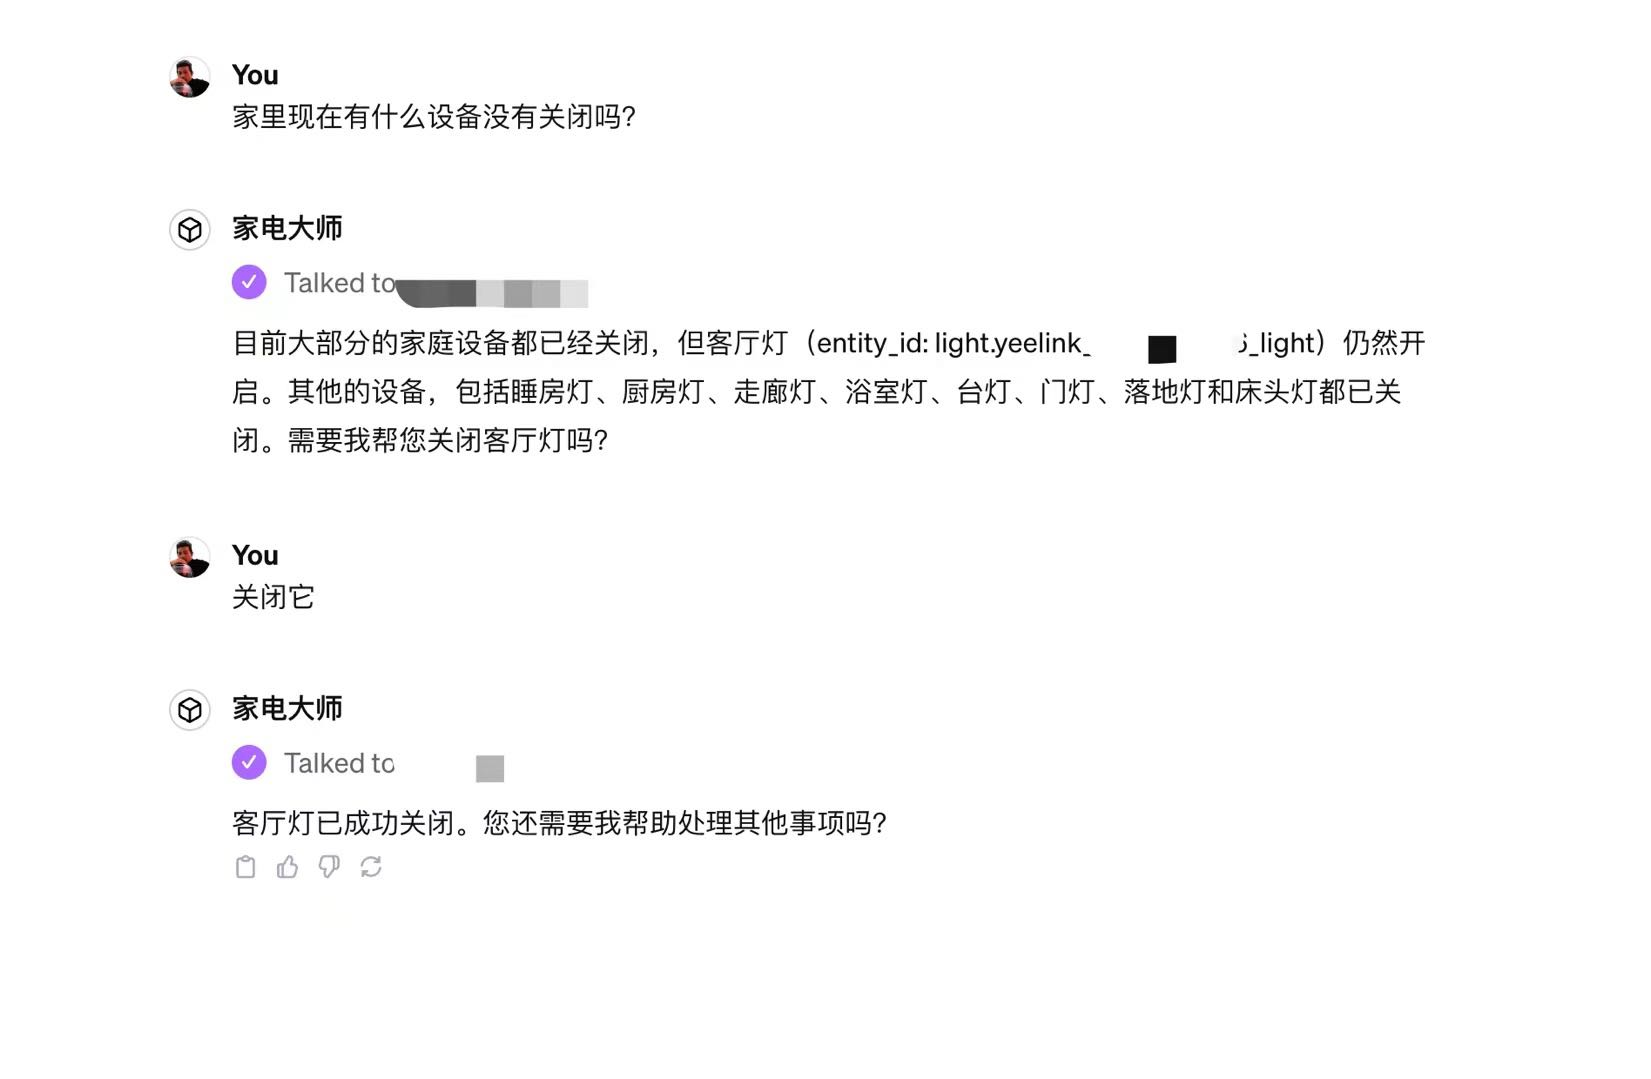 You
家里现在有什么设备没有关闭吗？
家电大师
Talked to
目前大部分的家庭设备都已经关闭，但客厅灯（entity_id: light.yeelink_ _light）仍然开
启。其他的设备，包括睡房灯、厨房灯、走廊灯、浴室灯、台灯、门灯、落地灯和床头灯都已关
闭。需要我帮您关闭客厅灯吗？
You
关闭它
家电大师
Talked to
客厅灯已成功关闭。您还需要我帮助处理其他事项吗？